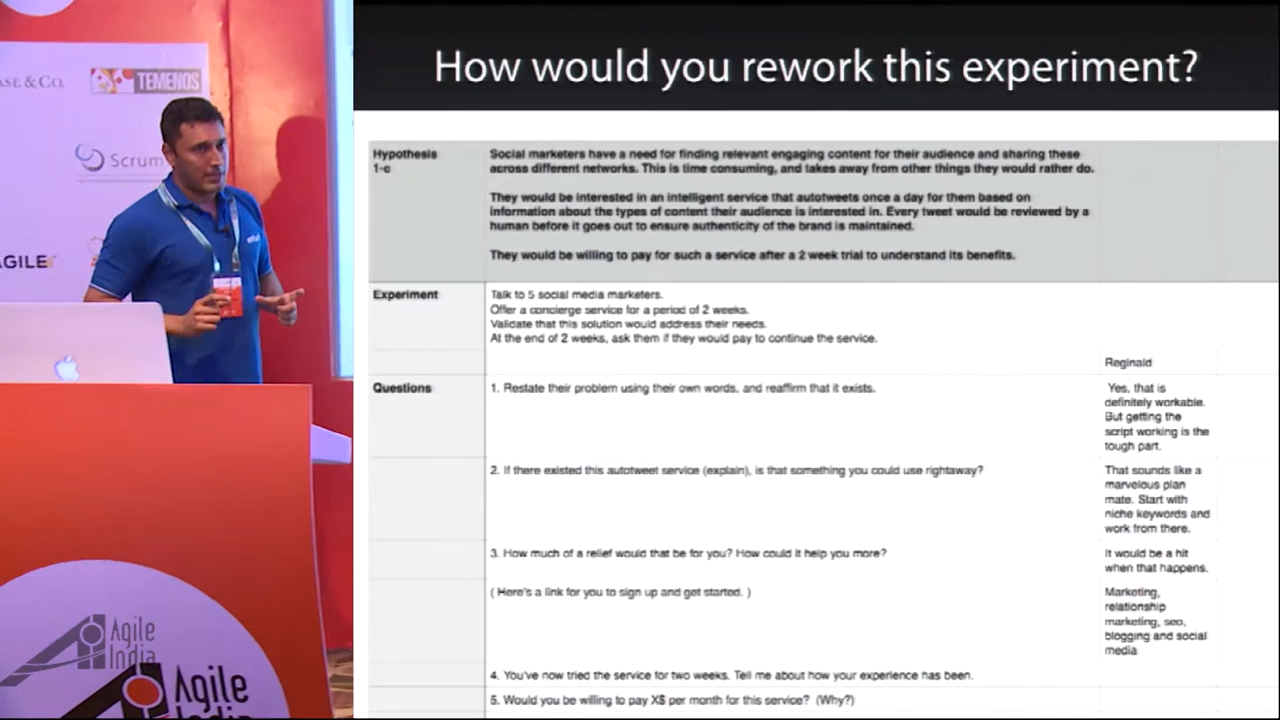 How would you rework this experiment?
ASE & CO.
TEMENOS
Scrum
AGILE
Hypothesis
1-c
Social marketers have a need for finding relevant engaging content for their audience and sharing these
across different networks. This is time consuming, and takes away from other things they would rather do.
They would be interested in an intelligent service that autotweets once a day for them based on
information about the types of content their audience is interested in. Every tweet would be reviewed by a
human before it goes out to ensure authenticity of the brand is maintained.
They would be willing to pay for such a service after a 2 week trial to understand its benefits.
Experiment
Talk to 5 social media marketers.
Offer a concierge service for a period of 2 weeks.
Validate that this solution would address their needs.
At the end of 2 weeks, ask them if they would pay to continue the service.
Reginald
Questions
1. Restate their problem using their own words, and reaffirm that it exists.
Yes, that is
definitely workable.
But getting the
script working is the
tough part.
2. If there existed this autotweet service (explain), is that something you could use rightaway?
That sounds like a
marvelous plan
mate. Start with
niche keywords and
work from there.
3. How much of a relief would that be for you? How could it help you more?
It would be a hit
when that happens.
( Here's a link for you to sign up and get started. )
Marketing,
relationship
marketing, seo,
blogging and social
media
4. You've now tried the service for two weeks. Tell me about how your experience has been.
5. Would you be willing to pay X$ per month for this service? (Why?)
Agile
India
Agile
India